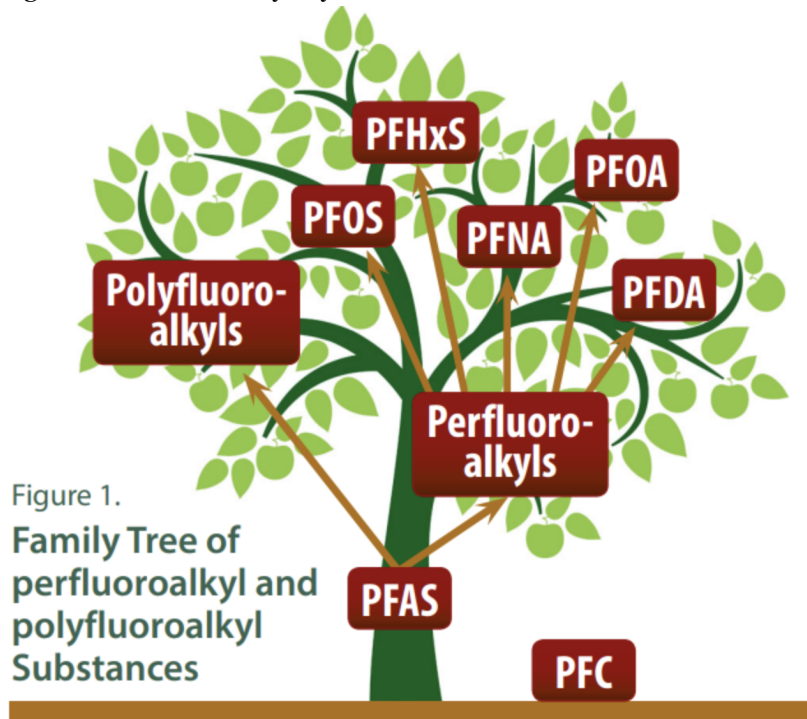 PFHxS
PFOA
PFOS
PFNA
Polyfluoro-
alkyls
PFDA
Perfluoro-
alkyls
Figure 1.
Family Tree of
perfluoroalkyl and
polyfluoroalkyl
Substances
PFAS
PFC